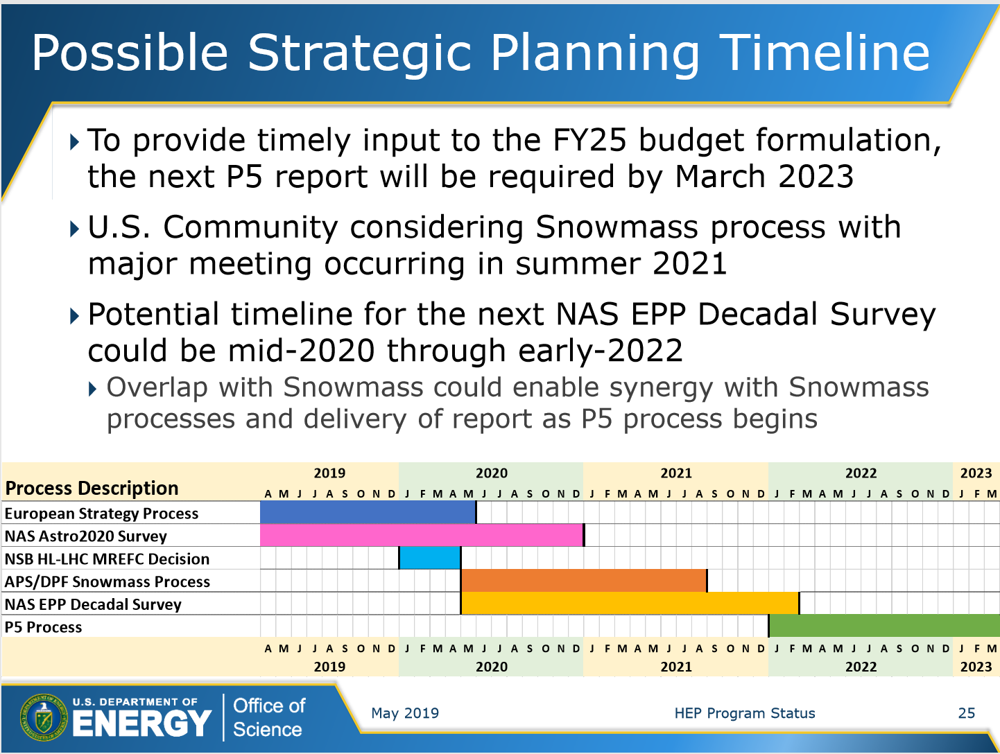 Possible Strategic Planning Timeline
To provide timely input to the FY25 budget formulation,
the next P5 report will be required by March 2023
U.S. Community considering Snowmass process with
major meeting occurring in summer 2021
Potential timeline for the next NAS EPP Decadal Survey
could be mid-2020 through early-2022
Overlap with Snowmass could enable synergy with Snowmass
processes and delivery of report as P5 process begins
2019 2020 2021 2022 2023
Process Description
A M J J A S O N D J F M A M J J A S O N D J F M A M J J A S O N D J F M A M J J A S O N D J F M
European Strategy Process
NAS Astro2020 Survey
NSB HL-LHC MREFC Decision
APS/DPF Snowmass Process
NAS EPP Decadal Survey
P5 Process
A M J J A S O N D J F M A M J J A S O N D J F M A M J J A S O N D J F M A M J J A S O N D J F M
2019 2020 2021 2022 2023
U.S. DEPARTMENT OF
ENERGY
Office of
Science
May 2019
HEP Program Status
25